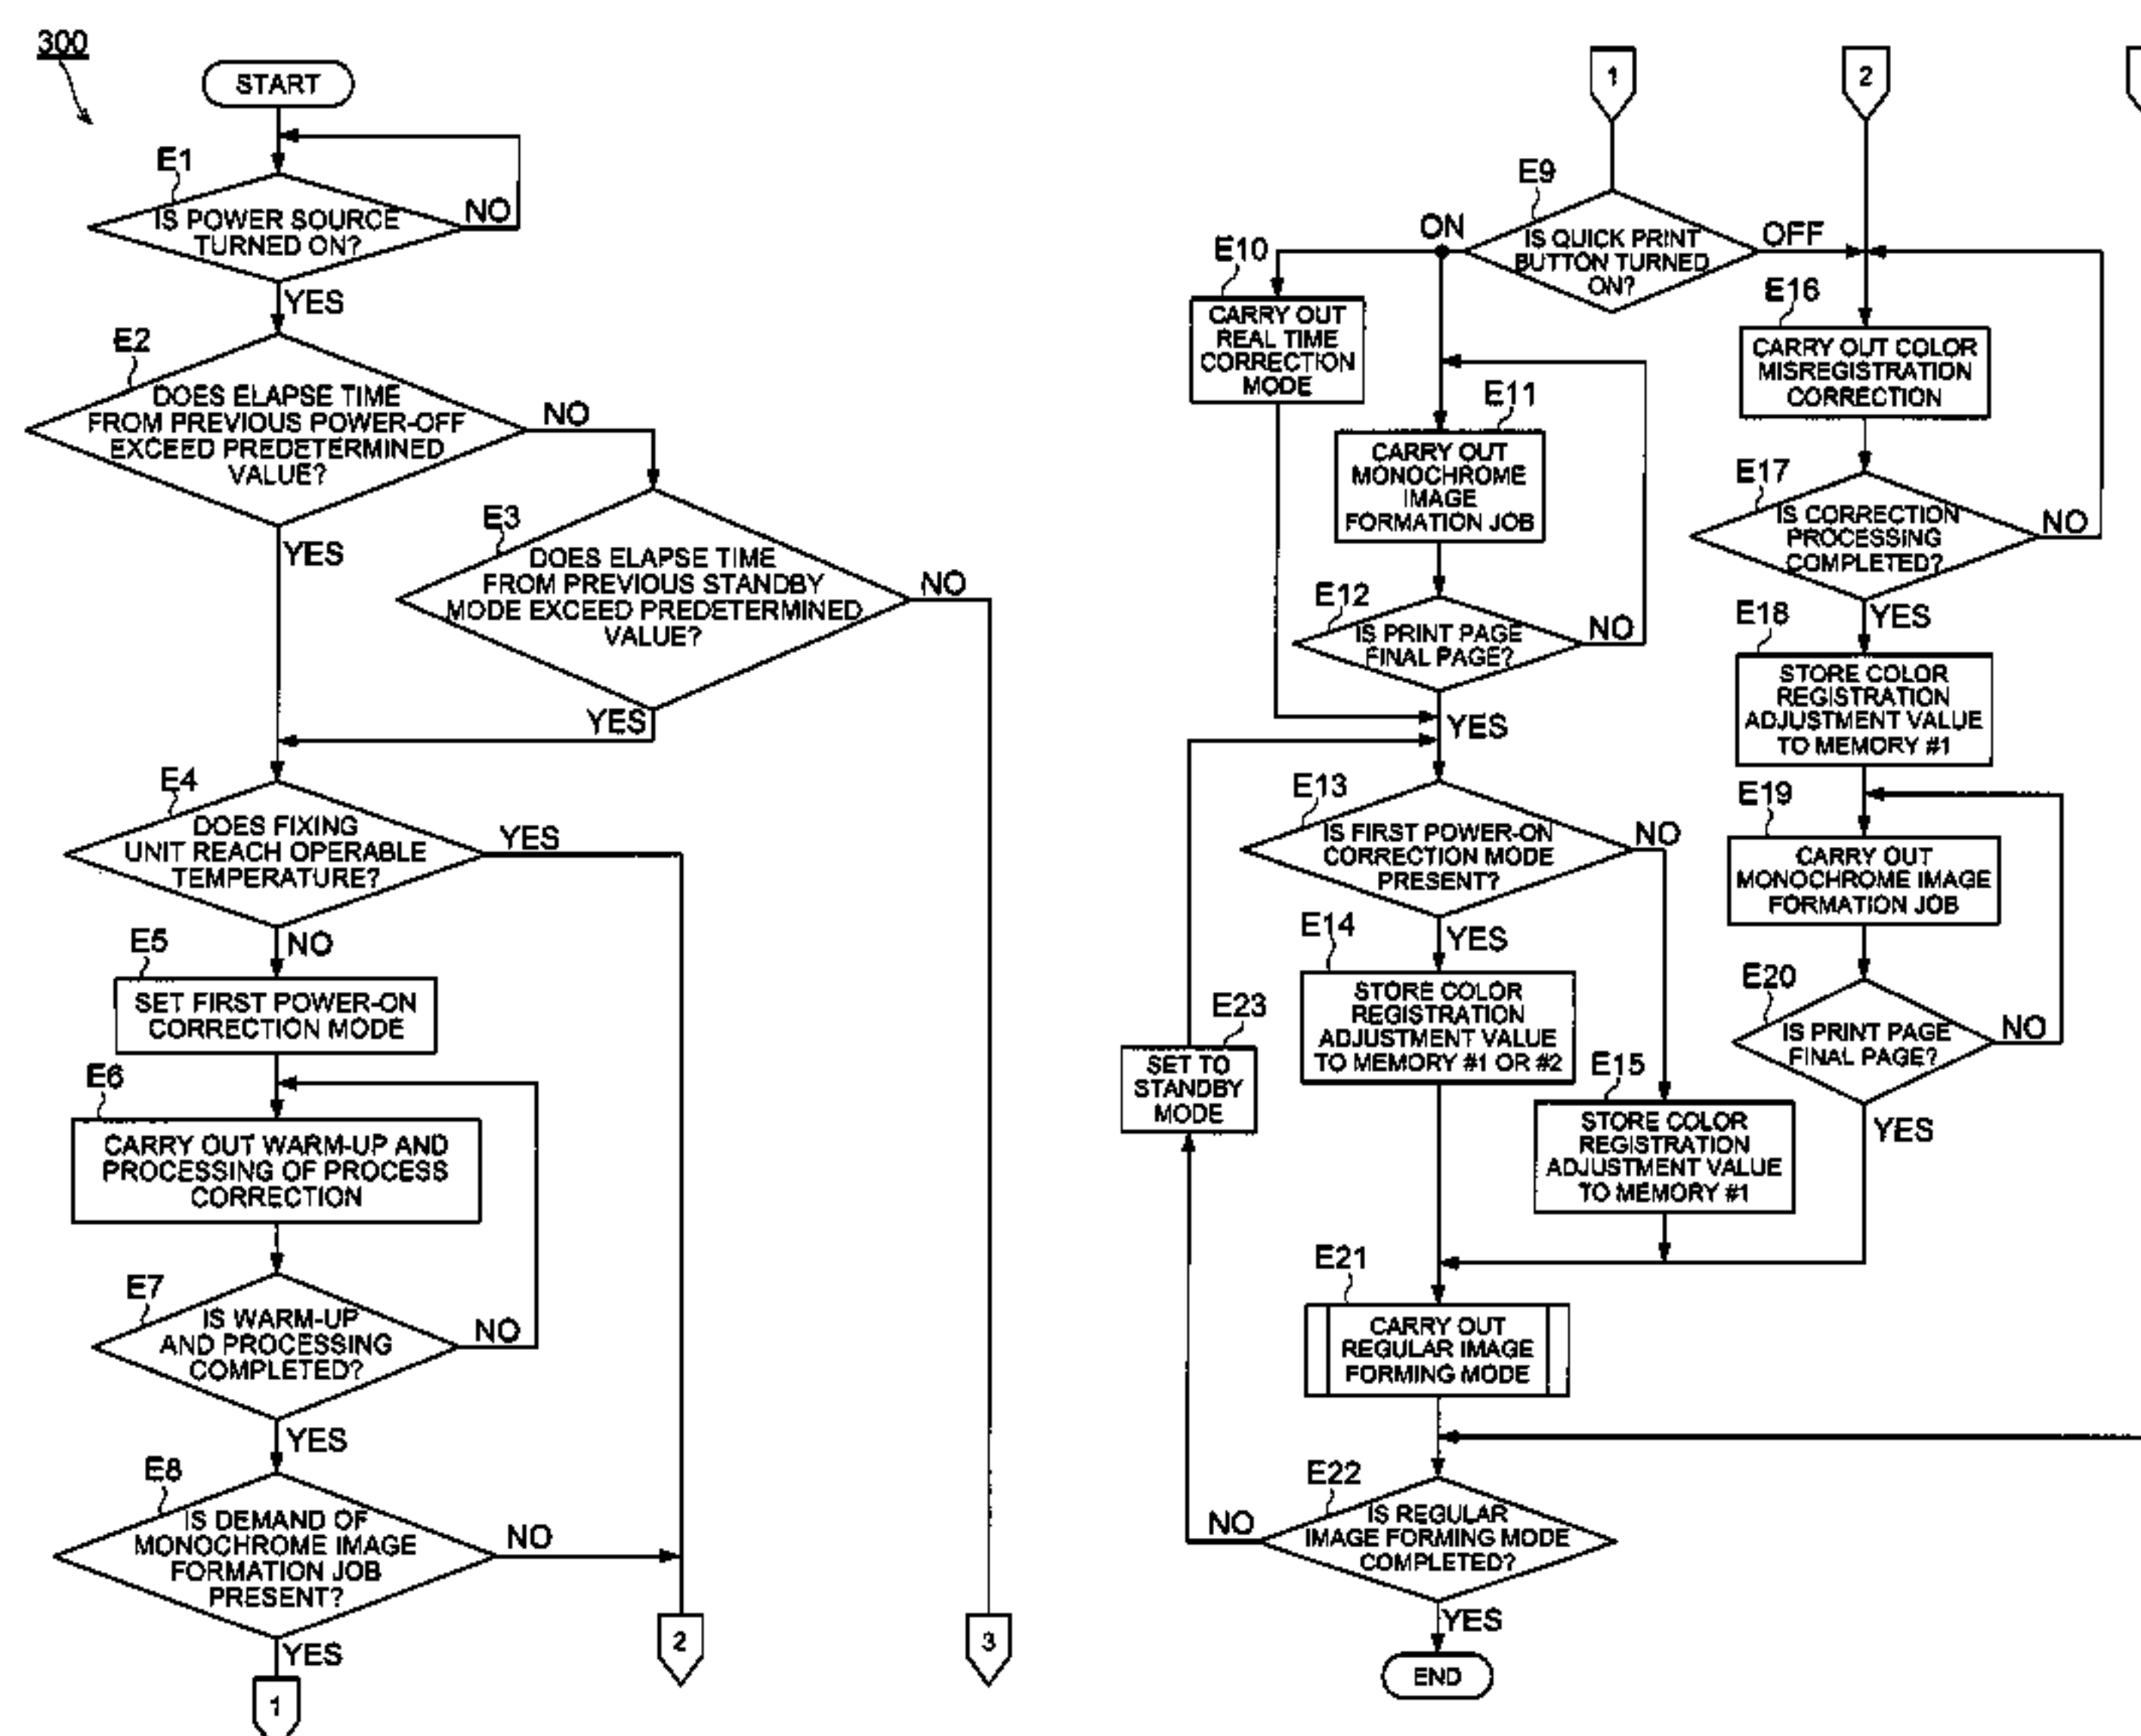 300
START
E1
IS POWER SOURCE
TURNED ON?
NO
YES
E2
DOES ELAPSE TIME
FROM PREVIOUS POWER-OFF
EXCEED PREDETERMINED
VALUE?
NO
YES
E3
DOES ELAPSE TIME
FROM PREVIOUS STANDBY
MODE EXCEED PREDETERMINED
VALUE?
NO
YES
E4
DOES FIXING
UNIT REACH OPERABLE
TEMPERATURE?
YES
NO
E5
SET FIRST POWER-ON
CORRECTION MODE
E6
CARRY OUT WARM-UP AND
PROCESSING OF PROCESS
CORRECTION
E7
IS WARM-UP
AND PROCESSING
COMPLETED?
NO
YES
E8
IS DEMAND OF
MONOCHROME IMAGE
FORMATION JOB
PRESENT?
NO
YES
1
2
3
1
2
E9
IS QUICK PRINT
BUTTON TURNED
ON?
ON
OFF
E10
CARRY OUT
REAL TIME
CORRECTION
MODE
E11
CARRY OUT
MONOCHROME
IMAGE
FORMATION JOB
E12
IS PRINT PAGE
FINAL PAGE?
NO
YES
E13
IS FIRST POWER-ON
CORRECTION MODE
PRESENT?
NO
YES
E14
STORE COLOR
REGISTRATION
ADJUSTMENT VALUE
TO MEMORY #1 OR #2
E15
STORE COLOR
REGISTRATION
ADJUSTMENT VALUE
TO MEMORY #1
E16
CARRY OUT COLOR
MISREGISTRATION
CORRECTION
E17
IS CORRECTION
PROCESSING
COMPLETED?
NO
YES
E18
STORE COLOR
REGISTRATION
ADJUSTMENT VALUE
TO MEMORY #1
E19
CARRY OUT
MONOCHROME IMAGE
FORMATION JOB
E20
IS PRINT PAGE
FINAL PAGE?
NO
YES
E21
CARRY OUT
REGULAR IMAGE
FORMING MODE
E22
IS REGULAR
IMAGE FORMING MODE
COMPLETED?
NO
YES
E23
SET TO
STANDBY
MODE
END